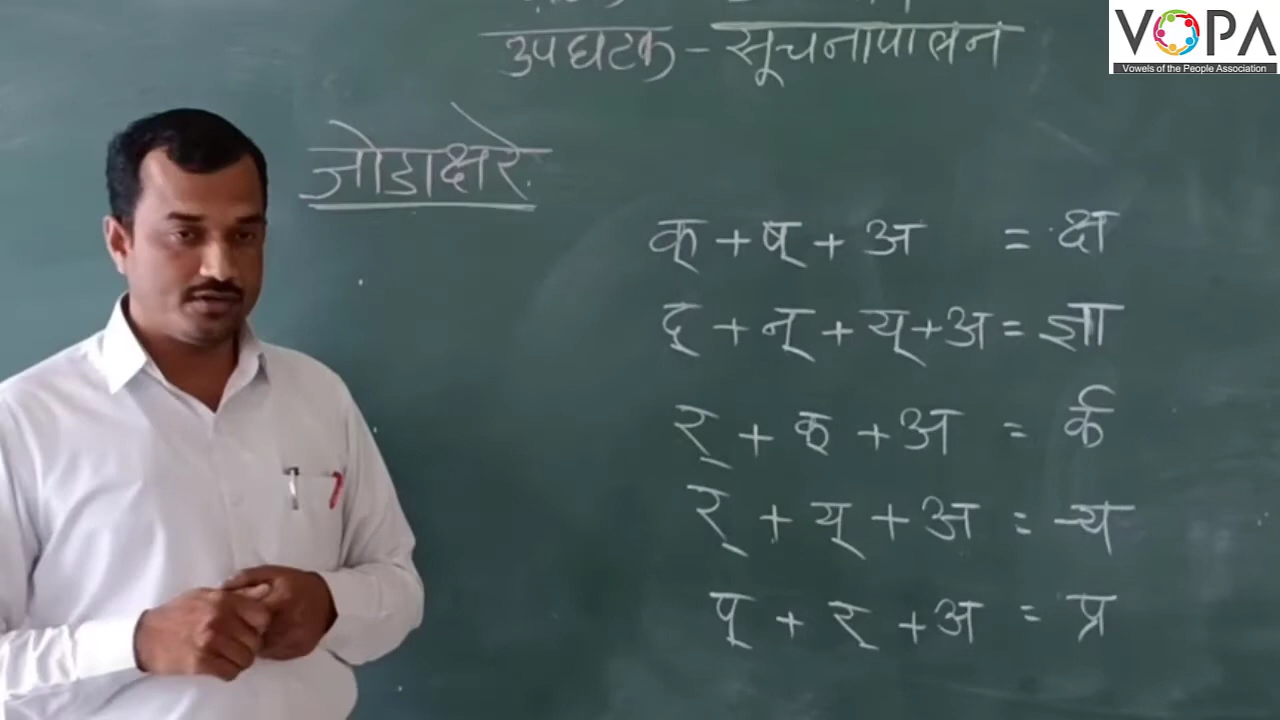 उपघटक - सूचनापालन
VOPA
Vowels of the People Association
जोडाक्षरे.
क् + ष् + अ = क्ष
द् + न् + य् + अ = ज्ञा
र् + क् + अ = र्क
र् + य् + अ = ऱ्य
प् + र् + अ = प्र